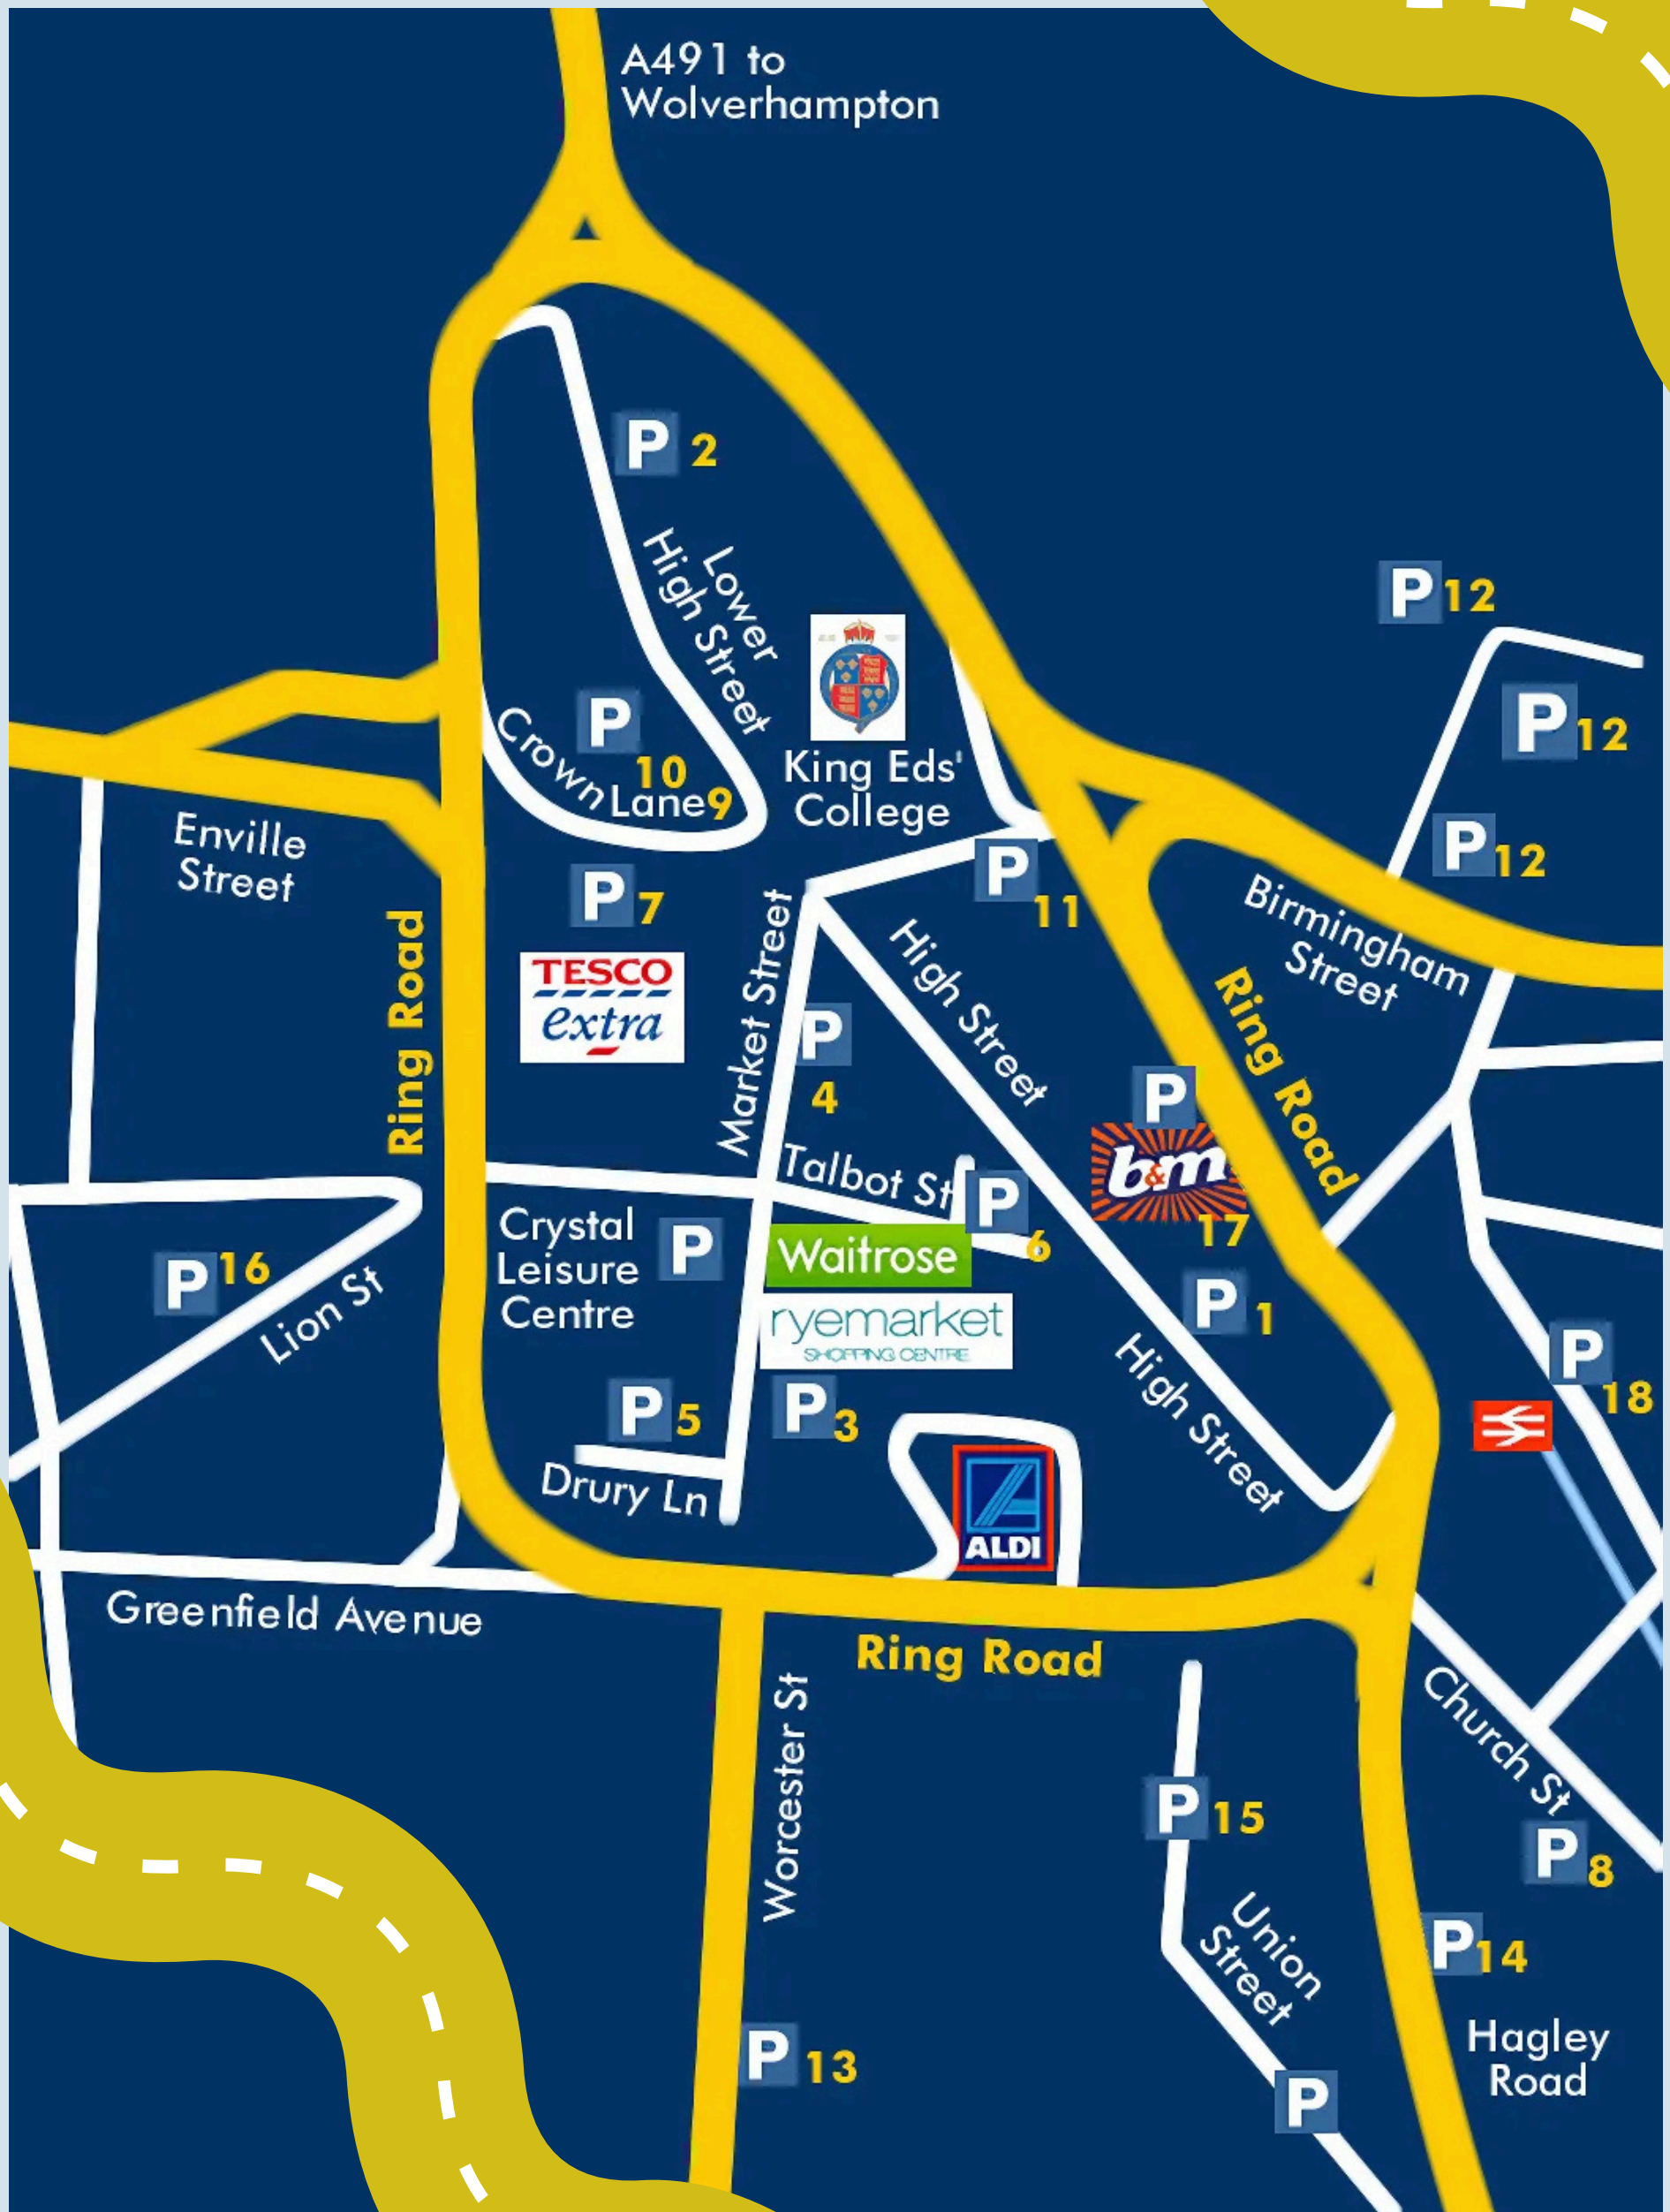 A491 to
Wolverhampton
P 2
Lower
High Street
P 12
P 12
P 12
P 10
Crown Lane 9
King Eds'
College
Enville
Street
P 7
P 11
Birmingham
Street
TESCO
extra
Market Street
High Street
Ring Road
Ring Road
P 4
P
b&m
17
Talbot St
P 6
Crystal
Leisure
Centre
P
Waitrose
ryemarket
SHOPPING CENTRE
P 16
Lion St
P 1
High Street
P 18
P 5
P 3
Drury Ln
ALDI
Greenfield Avenue
Ring Road
Worcester St
Church St
P 15
P 8
Union
Street
P 14
P 13
Hagley
Road
P